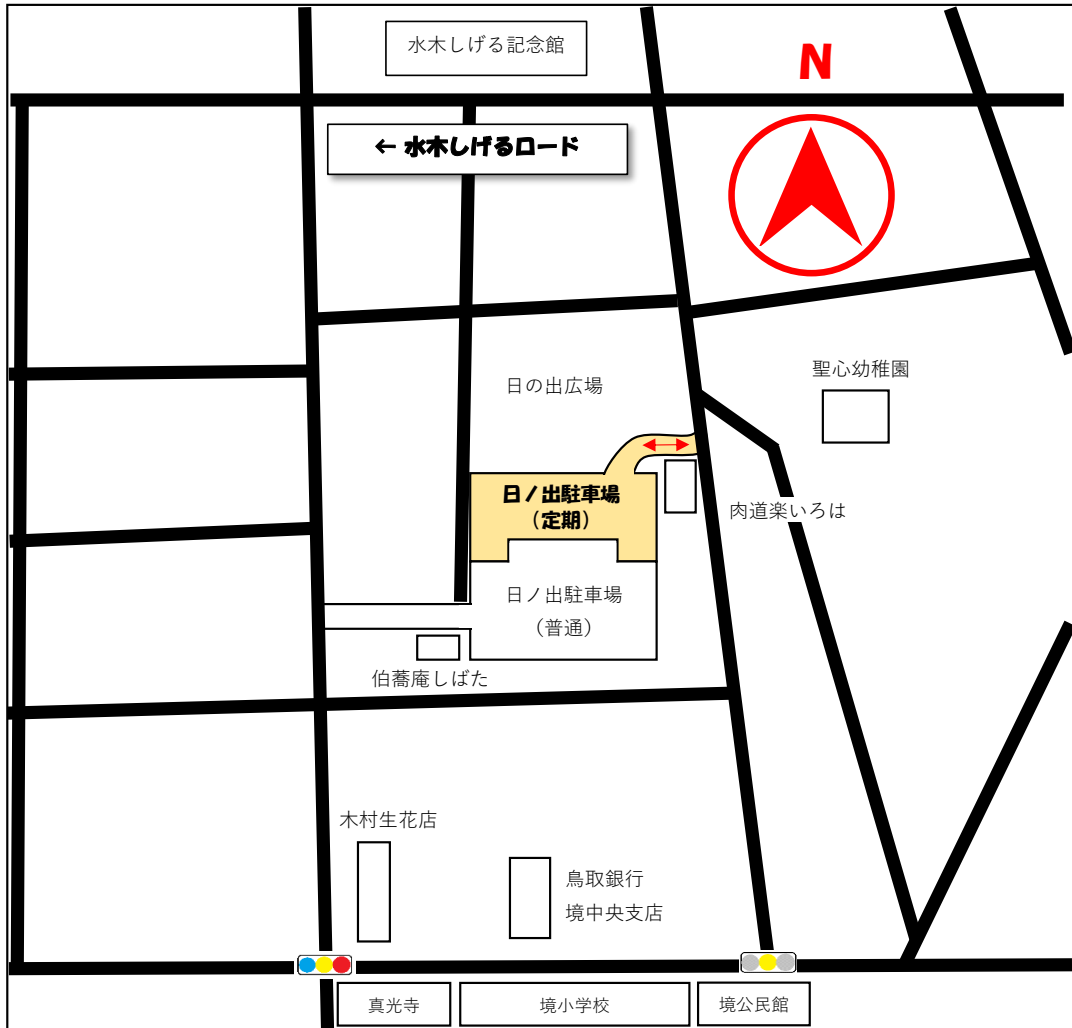 水木しげる記念館
N
← 水木しげるロード
聖心幼稚園
日の出広場
日ノ出駐車場
（定期）
肉道楽いろは
日ノ出駐車場
（普通）
伯蕎庵しばた
木村生花店
鳥取銀行
境中央支店
真光寺
境小学校
境公民館